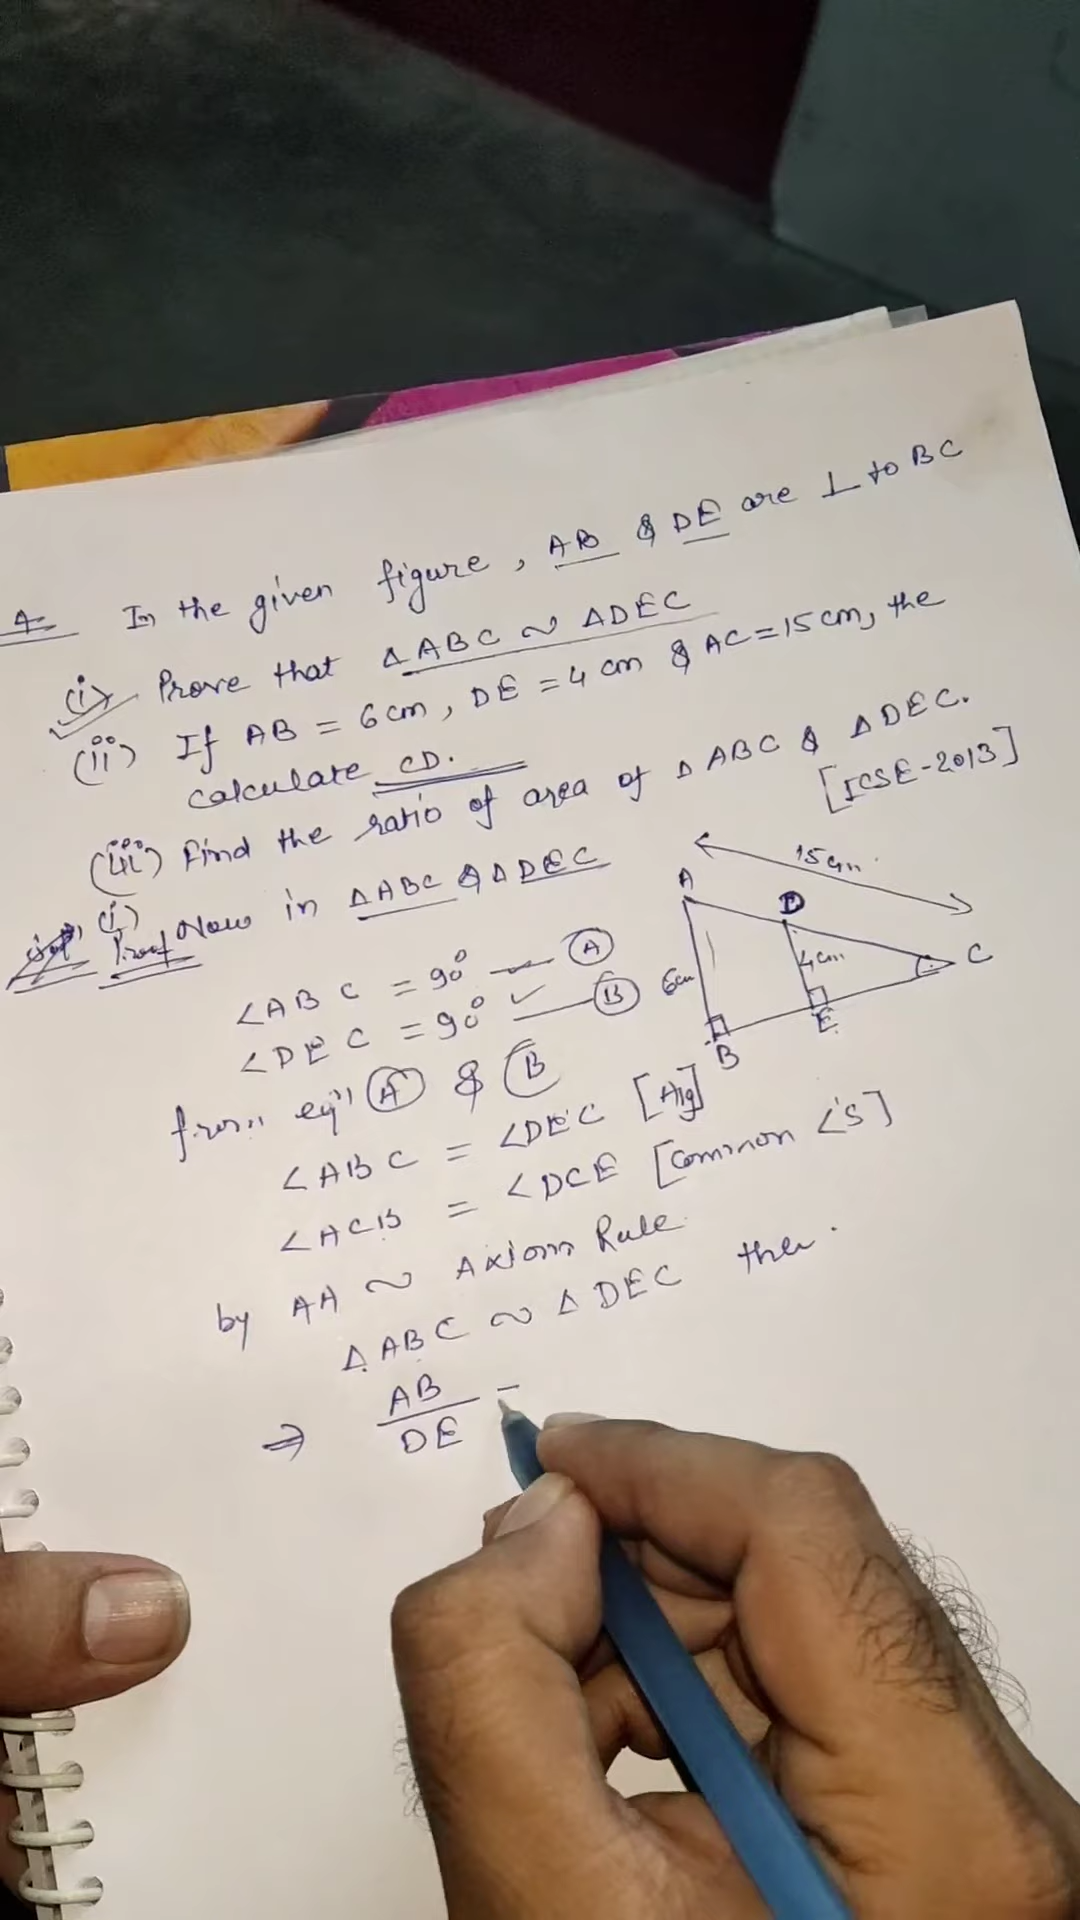 4. In the given figure, AB & DE are ⊥ to BC
(i) Prove that △ABC ~ △DEC
(ii) If AB = 6cm, DE = 4 cm & AC = 15 cm, the
calculate CD.
(iii) Find the ratio of area of △ABC & △DEC.
[ICSE-2013]
(i)
Proof Now in △ABC & △DEC
∠ABC = 90° — A
∠DEC = 90° — B
from eqn A & B
∠ABC = ∠DEC
∠ACB = ∠DCE [Common ∠'s]
by AA ~ Axiom Rule
△ABC ~ △DEC then
⇒ AB/DE =
15cm
A
D
C
6cm
4cm
E
B